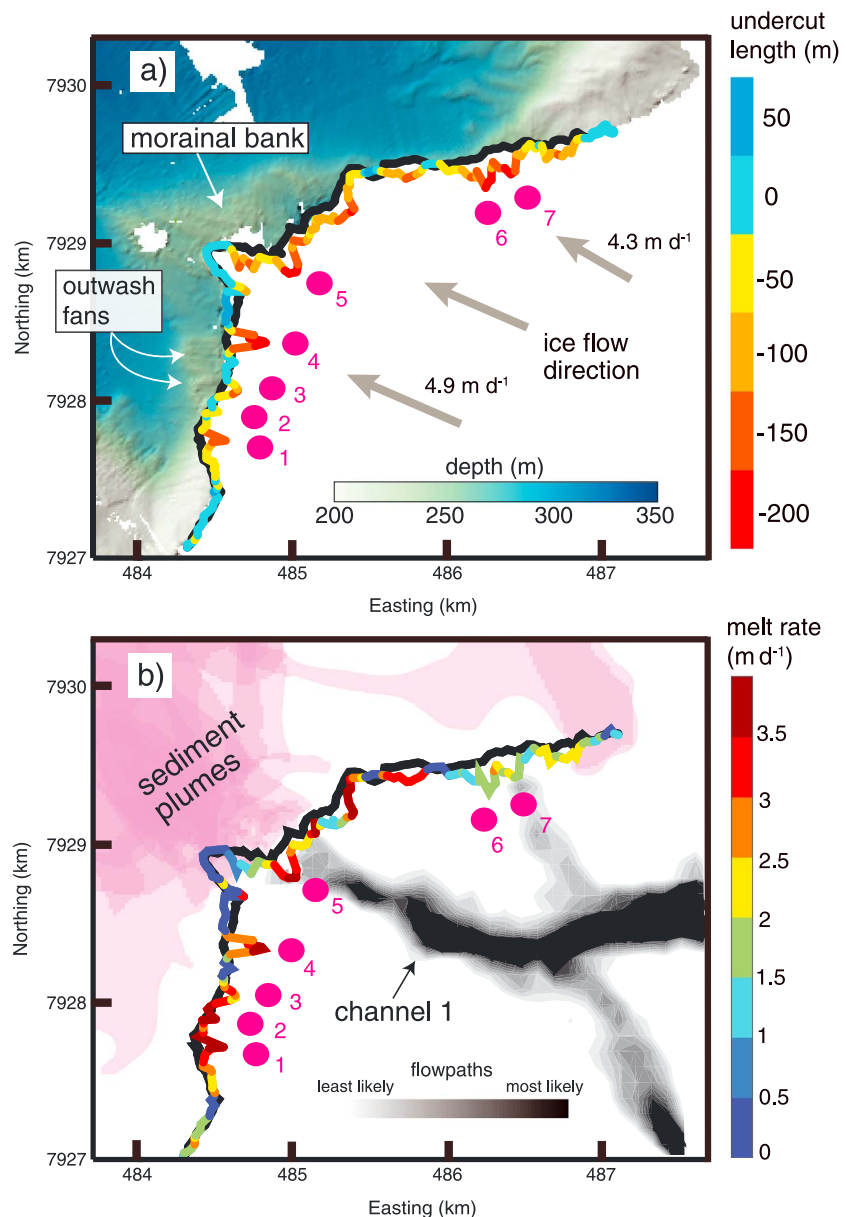 undercut
length (m)
a)
7930
morainal bank
50
0
7
6
4.3 m d⁻¹
7929
-50
5
outwash
fans
Northing (km)
4
ice flow
direction
-100
3
4.9 m d⁻¹
7928
2
-150
1
depth (m)
200
250
300
350
-200
7927
484
485
486
487
Easting (km)
melt rate
(m d⁻¹)
b)
7930
3.5
sediment
plumes
3
7
6
2.5
7929
5
2
Northing (km)
4
1.5
channel 1
3
7928
2
1
1
flowpaths
least likely
most likely
0.5
7927
0
484
485
486
487
Easting (km)